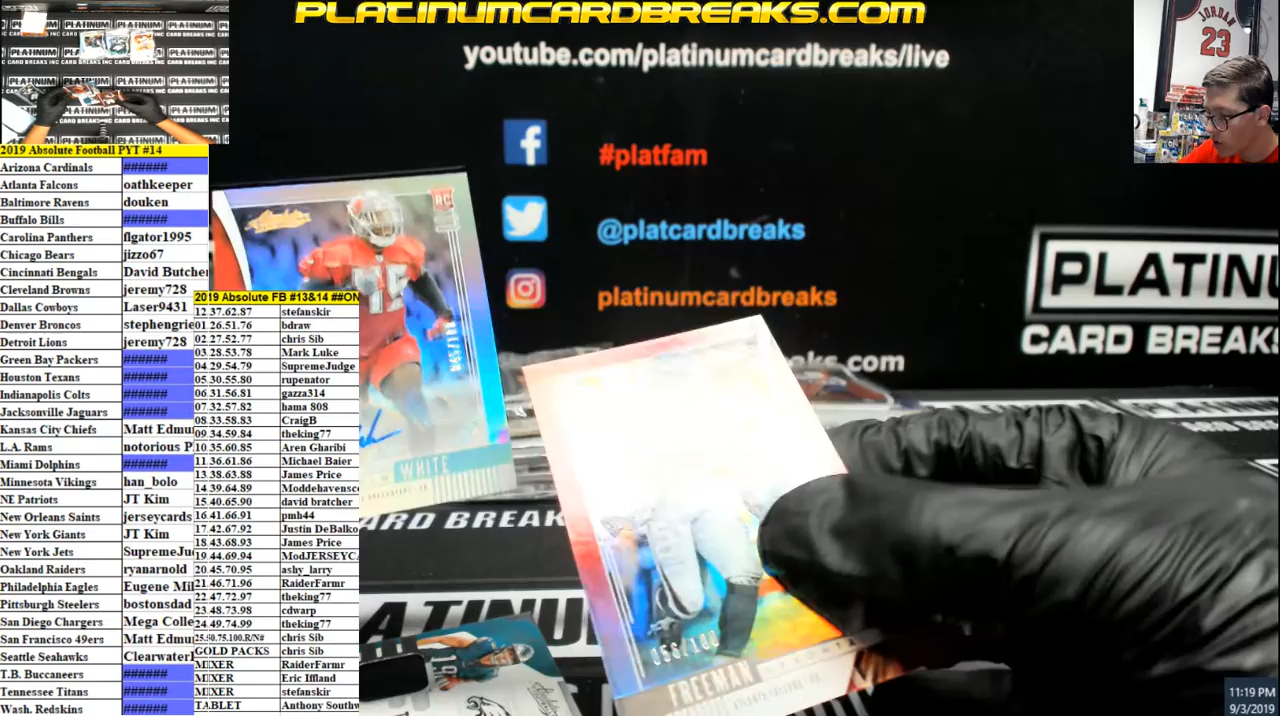 PLATINUMCARDBREAKS.COM
youtube.com/platinumcardbreaks/live
#platfam
@platcardbreaks
platinumcardbreaks
JORDAN
23
PLATINU
CARD BREAKS
ks.com
2019 Absolute Football PYT #14
Arizona Cardinals ######
Atlanta Falcons oathkeeper
Baltimore Ravens douken
Buffalo Bills ######
Carolina Panthers flgator1995
Chicago Bears jizzo67
Cincinnati Bengals David Butcher
Cleveland Browns jeremy728
Dallas Cowboys Laser9431
Denver Broncos stephengrie
Detroit Lions jeremy728
Green Bay Packers ######
Houston Texans ######
Indianapolis Colts ######
Jacksonville Jaguars ######
Kansas City Chiefs Matt Edmu
L.A. Rams notorious P
Miami Dolphins ######
Minnesota Vikings han_bolo
NE Patriots JT Kim
New Orleans Saints jerseycards
New York Giants JT Kim
New York Jets SupremeJu
Oakland Raiders ryanarnold
Philadelphia Eagles Eugene Mil
Pittsburgh Steelers bostonsdad
San Diego Chargers Mega Colle
San Francisco 49ers Matt Edmu
Seattle Seahawks Clearwater
T.B. Buccaneers ######
Tennessee Titans ######
Wash. Redskins ######
2019 Absolute FB #13&14 ##ON
12.37.62.87 stefanskir
01.26.51.76 bdraw
02.27.52.77 chris Sib
03.28.53.78 Mark Luke
04.29.54.79 SupremeJudge
05.30.55.80 rupenator
06.31.56.81 gazza314
07.32.57.82 hama 808
08.33.58.83 CraigB
09.34.59.84 theking77
10.35.60.85 Aren Gharibi
11.36.61.86 Michael Baier
13.38.63.88 James Price
14.39.64.89 Moddehavensc
15.40.65.90 david bratcher
16.41.66.91 pmh44
17.42.67.92 Justin DeBalko
18.43.68.93 James Price
19.44.69.94 ModJERSEYCA
20.45.70.95 ashy_larry
21.46.71.96 RaiderFarmr
22.47.72.97 theking77
23.48.73.98 cdwarp
24.49.74.99 theking77
25.50.75.100.R/N# chris Sib
GOLD PACKS chris Sib
MIXER RaiderFarmr
MIXER Eric Iffland
MIXER stefanskir
TABLET Anthony Southw
Absolute
RC
WHITE
ARD BREAK
058/100
FREEMAN
11:19 PM
9/3/2019